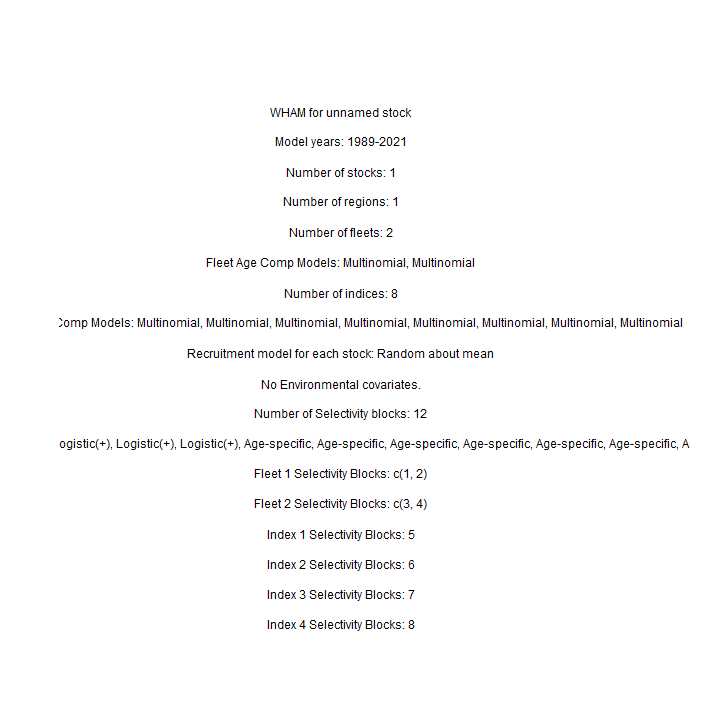 WHAM for unnamed stock
Model years: 1989-2021
Number of stocks: 1
Number of regions: 1
Number of fleets: 2
Fleet Age Comp Models: Multinomial, Multinomial
Number of indices: 8
Comp Models: Multinomial, Multinomial, Multinomial, Multinomial, Multinomial, Multinomial, Multinomial, Multinomial
Recruitment model for each stock: Random about mean
No Environmental covariates.
Number of Selectivity blocks: 12
ogistic(+), Logistic(+), Logistic(+), Age-specific, Age-specific, Age-specific, Age-specific, Age-specific, Age-specific, A
Fleet 1 Selectivity Blocks: c(1, 2)
Fleet 2 Selectivity Blocks: c(3, 4)
Index 1 Selectivity Blocks: 5
Index 2 Selectivity Blocks: 6
Index 3 Selectivity Blocks: 7
Index 4 Selectivity Blocks: 8